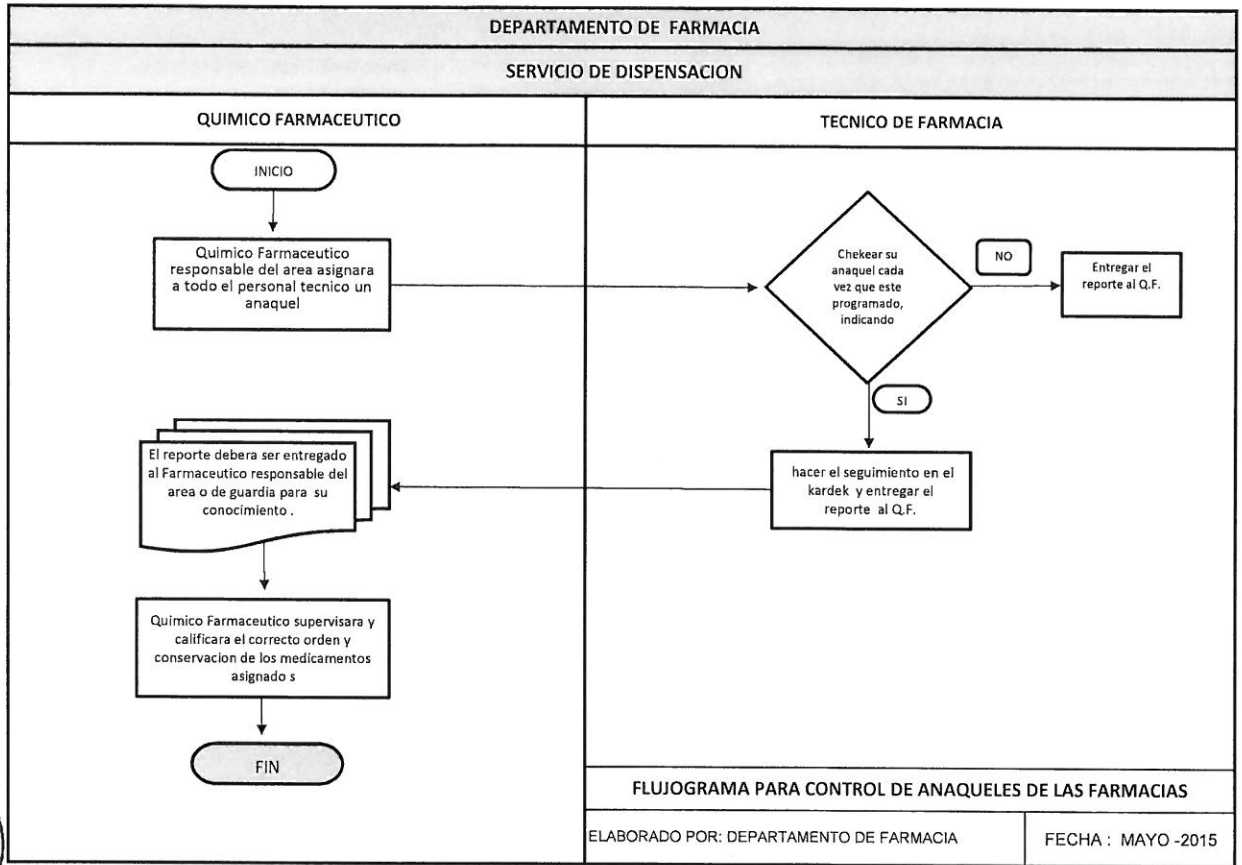 DEPARTAMENTO DE FARMACIA
SERVICIO DE DISPENSACION
QUIMICO FARMACEUTICO
TECNICO DE FARMACIA
INICIO
Quimico Farmaceutico
responsable del area asignara
a todo el personal tecnico un
anaquel
Chekear su
anaquel cada
vez que este
programado,
indicando
NO
Entregar el
reporte al Q.F.
SI
hacer el seguimiento en el
kardek y entregar el
reporte al Q.F.
El reporte debera ser entregado
al Farmaceutico responsable del
area o de guardia para su
conocimiento .
Quimico Farmaceutico supervisara y
calificara el correcto orden y
conservacion de los medicamentos
asignado s
FIN
FLUJOGRAMA PARA CONTROL DE ANAQUELES DE LAS FARMACIAS
ELABORADO POR: DEPARTAMENTO DE FARMACIA
FECHA : MAYO -2015